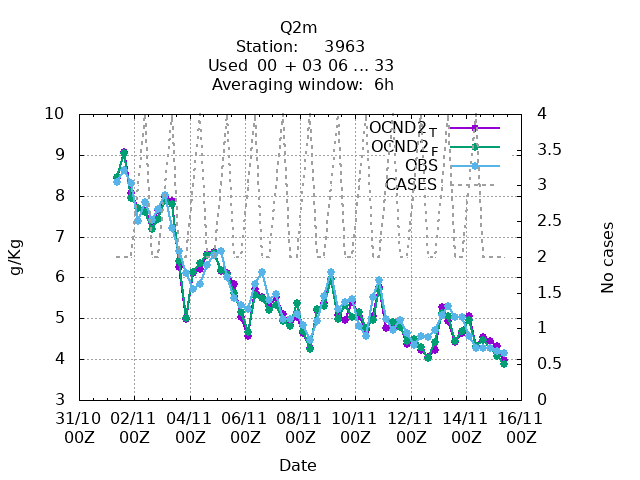 Q2m
Station: 3963
Used 00 + 03 06 ... 33
Averaging window: 6h
10
9
8
7
6
5
4
3
g/Kg
4
3.5
3
2.5
2
1.5
1
0.5
0
No cases
OCND2_T
OCND2_F
OBS
CASES
31/10 02/11 04/11 06/11 08/11 10/11 12/11 14/11 16/11
00Z 00Z 00Z 00Z 00Z 00Z 00Z 00Z 00Z
Date